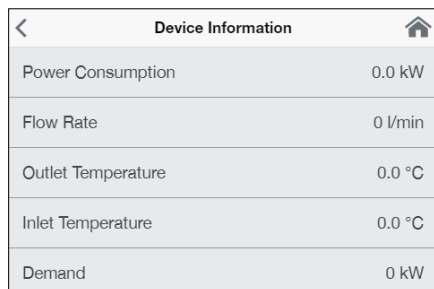 Device Information
Power Consumption 0.0 kW
Flow Rate 0 l/min
Outlet Temperature 0.0 °C
Inlet Temperature 0.0 °C
Demand 0 kW